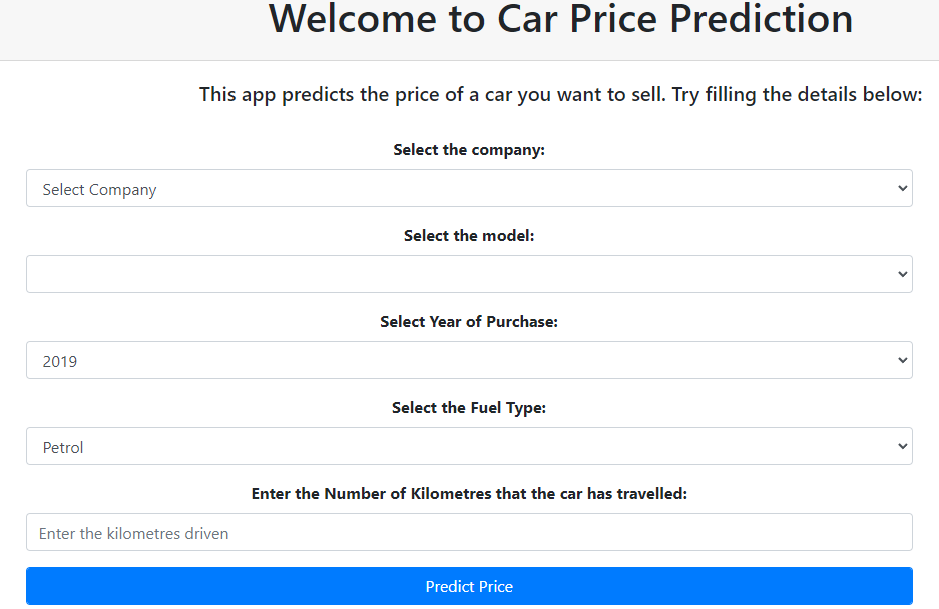 Welcome to Car Price Prediction
This app predicts the price of a car you want to sell. Try filling the details below:
Select the company:
Select Company
Select the model:
Select Year of Purchase:
2019
Select the Fuel Type:
Petrol
Enter the Number of Kilometres that the car has travelled:
Enter the kilometres driven
Predict Price